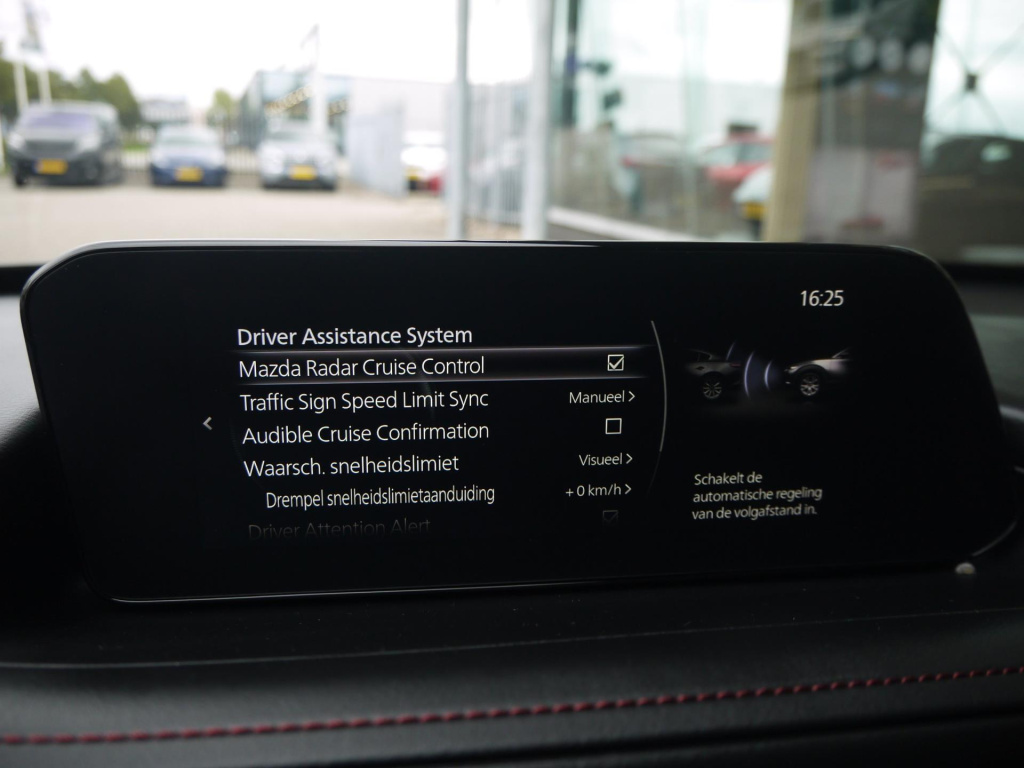 16:25
Driver Assistance System
Mazda Radar Cruise Control
Traffic Sign Speed Limit Sync Manueel >
Audible Cruise Confirmation
Waarsch. snelheidslimiet Visueel >
Drempel snelheidslimietaanduiding + 0 km/h >
Driver Attention Alert
Schakelt de
automatische regeling
van de volgafstand in.